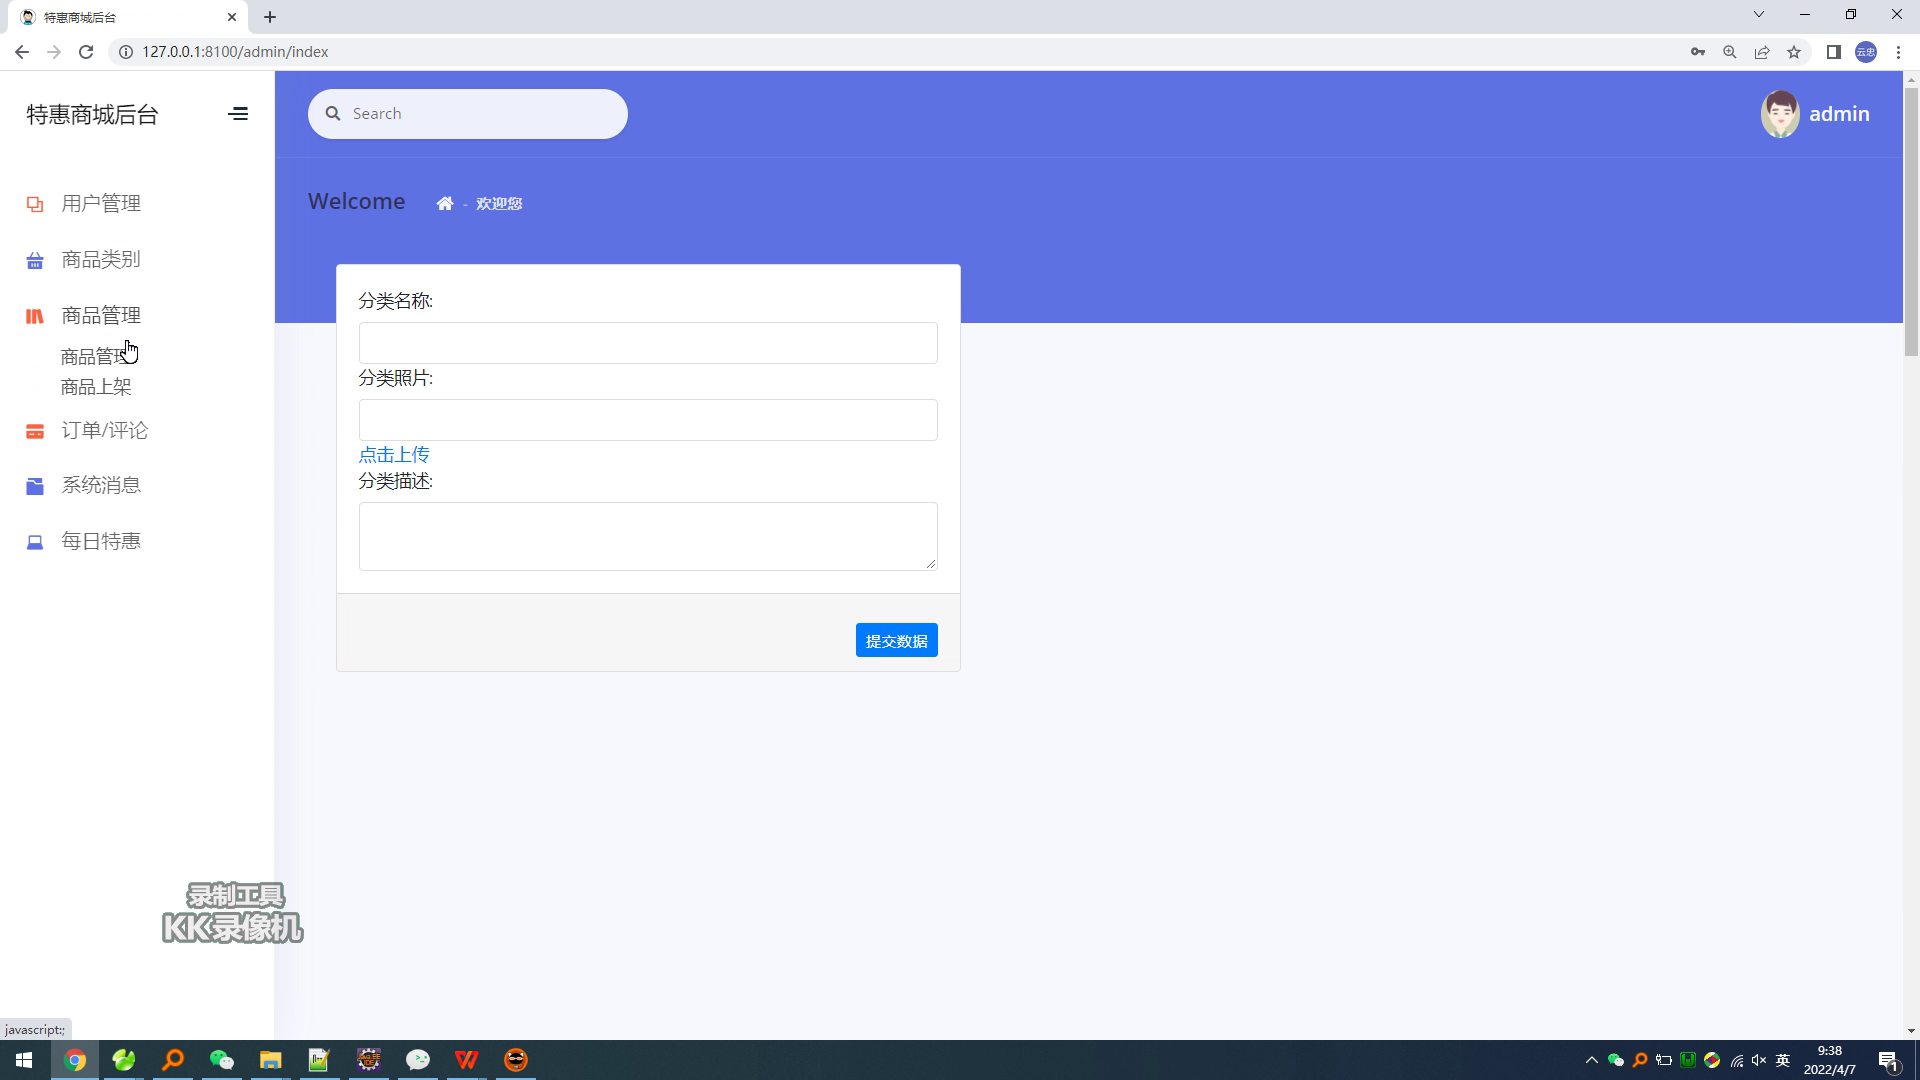 特惠商城后台
127.0.0.1:8100/admin/index
云忠
特惠商城后台
Search
admin
Welcome
- 欢迎您
用户管理
商品类别
商品管理
商品管理
商品上架
订单/评论
系统消息
每日特惠
分类名称:
分类照片:
点击上传
分类描述:
提交数据
录制工具
KK录像机
javascript:;
英
9:38
2022/4/7
1